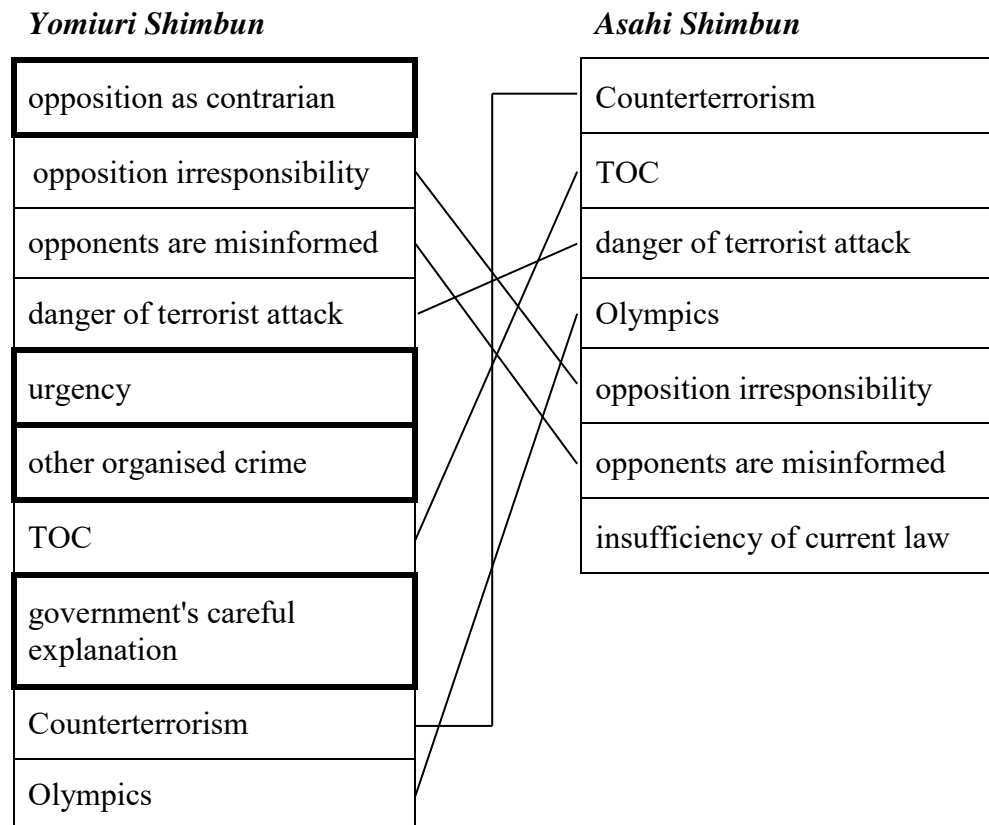 Yomiuri Shimbun
opposition as contrarian
opposition irresponsibility
opponents are misinformed
danger of terrorist attack
urgency
other organised crime
TOC
government's careful
explanation
Counterterrorism
Olympics
Asahi Shimbun
Counterterrorism
TOC
danger of terrorist attack
Olympics
opposition irresponsibility
opponents are misinformed
insufficiency of current law